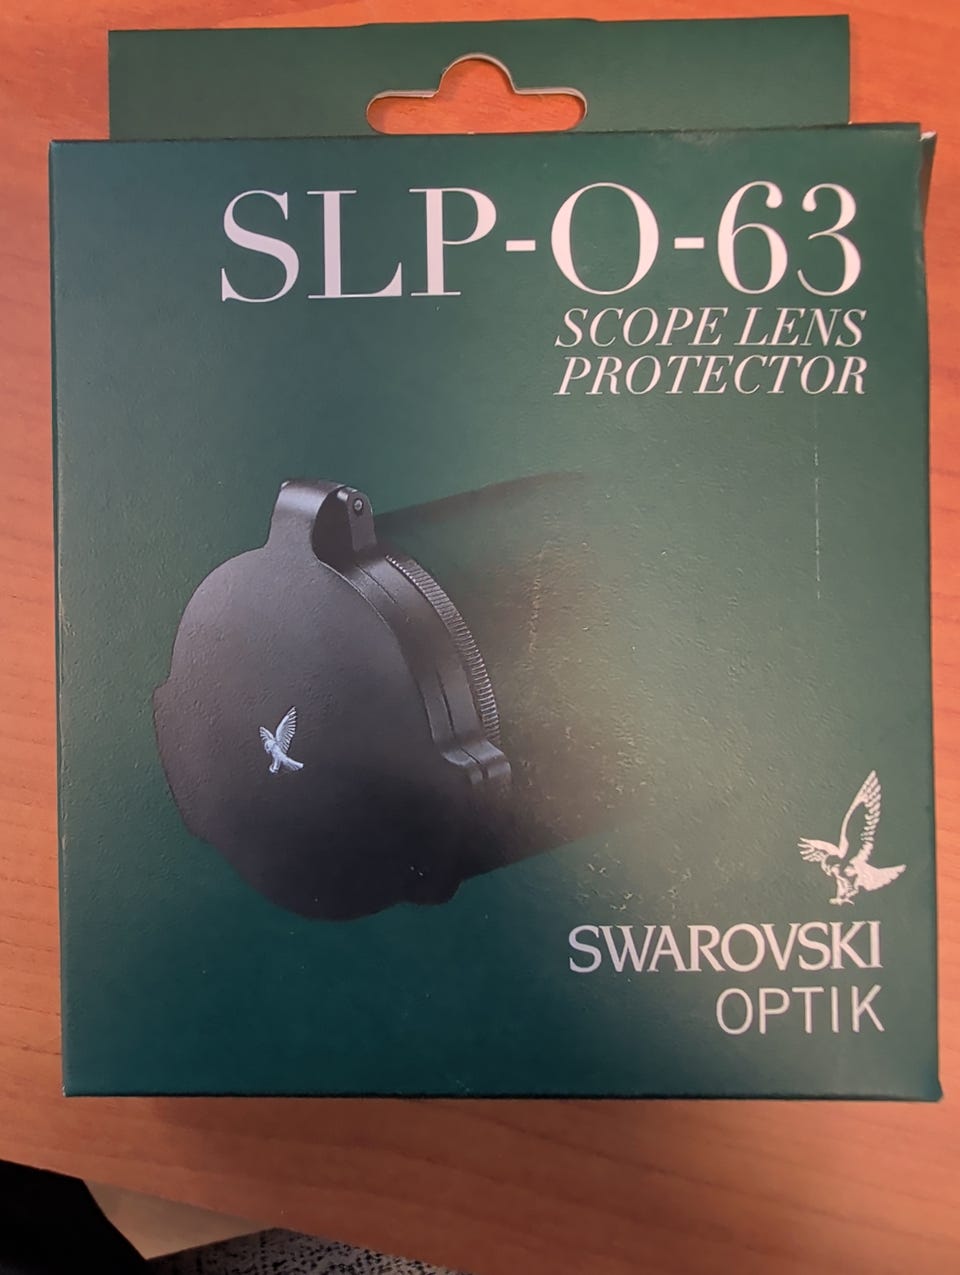 SLP-O-63
SCOPE LENS
PROTECTOR
SWAROVSKI
OPTIK